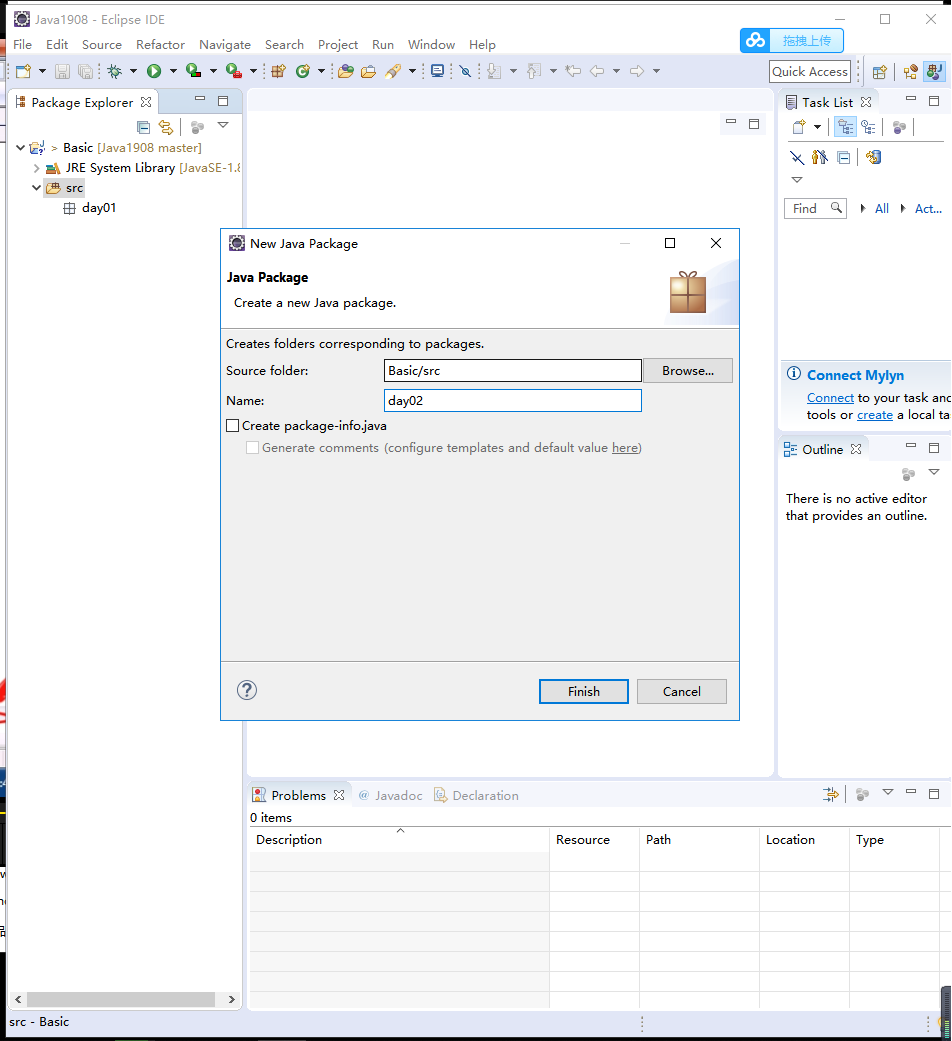 Java1908 - Eclipse IDE
File Edit Source Refactor Navigate Search Project Run Window Help
拖拽上传
Quick Access
Package Explorer
Task List
> Basic [Java1908 master]
JRE System Library [JavaSE-1.8
src
day01
Find
All
Act...
New Java Package
Java Package
Create a new Java package.
Creates folders corresponding to packages.
Source folder: Basic/src Browse...
Name: day02
Create package-info.java
Generate comments (configure templates and default value here)
? Finish Cancel
Connect Mylyn
Connect to your task and
tools or create a local ta
Outline
There is no active editor
that provides an outline.
Problems @ Javadoc Declaration
0 items
Description Resource Path Location Type
src - Basic